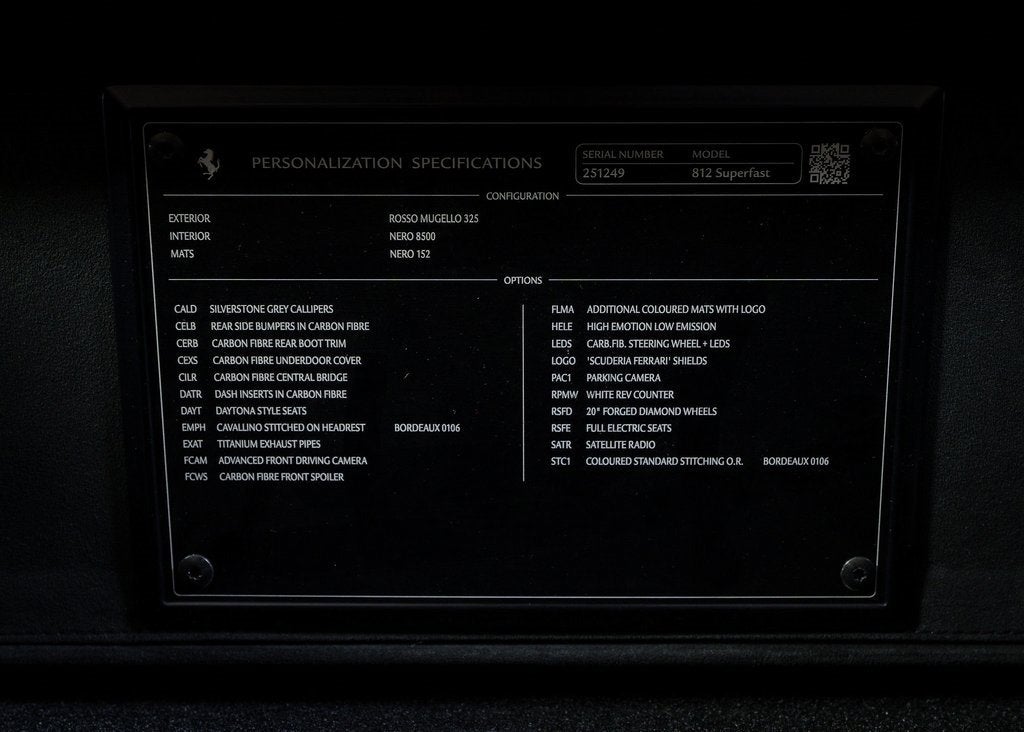 PERSONALIZATION SPECIFICATIONS
SERIAL NUMBER MODEL
251249 812 Superfast
CONFIGURATION
EXTERIOR ROSSO MUGELLO 325
INTERIOR NERO 8500
MATS NERO 152
OPTIONS
CALD SILVERSTONE GREY CALLIPERS
CELB REAR SIDE BUMPERS IN CARBON FIBRE
CERB CARBON FIBRE REAR BOOT TRIM
CEXS CARBON FIBRE UNDERDOOR COVER
CILR CARBON FIBRE CENTRAL BRIDGE
DATR DASH INSERTS IN CARBON FIBRE
DAYT DAYTONA STYLE SEATS
EMPH CAVALLINO STITCHED ON HEADREST BORDEAUX 0106
EXAT TITANIUM EXHAUST PIPES
FCAM ADVANCED FRONT DRIVING CAMERA
FCWS CARBON FIBRE FRONT SPOILER
FLMA ADDITIONAL COLOURED MATS WITH LOGO
HELE HIGH EMOTION LOW EMISSION
LEDS CARB.FIB. STEERING WHEEL + LEDS
LOGO 'SCUDERIA FERRARI' SHIELDS
PAC1 PARKING CAMERA
RPMW WHITE REV COUNTER
RSFD 20" FORGED DIAMOND WHEELS
RSFE FULL ELECTRIC SEATS
SATR SATELLITE RADIO
STC1 COLOURED STANDARD STITCHING O.R. BORDEAUX 0106